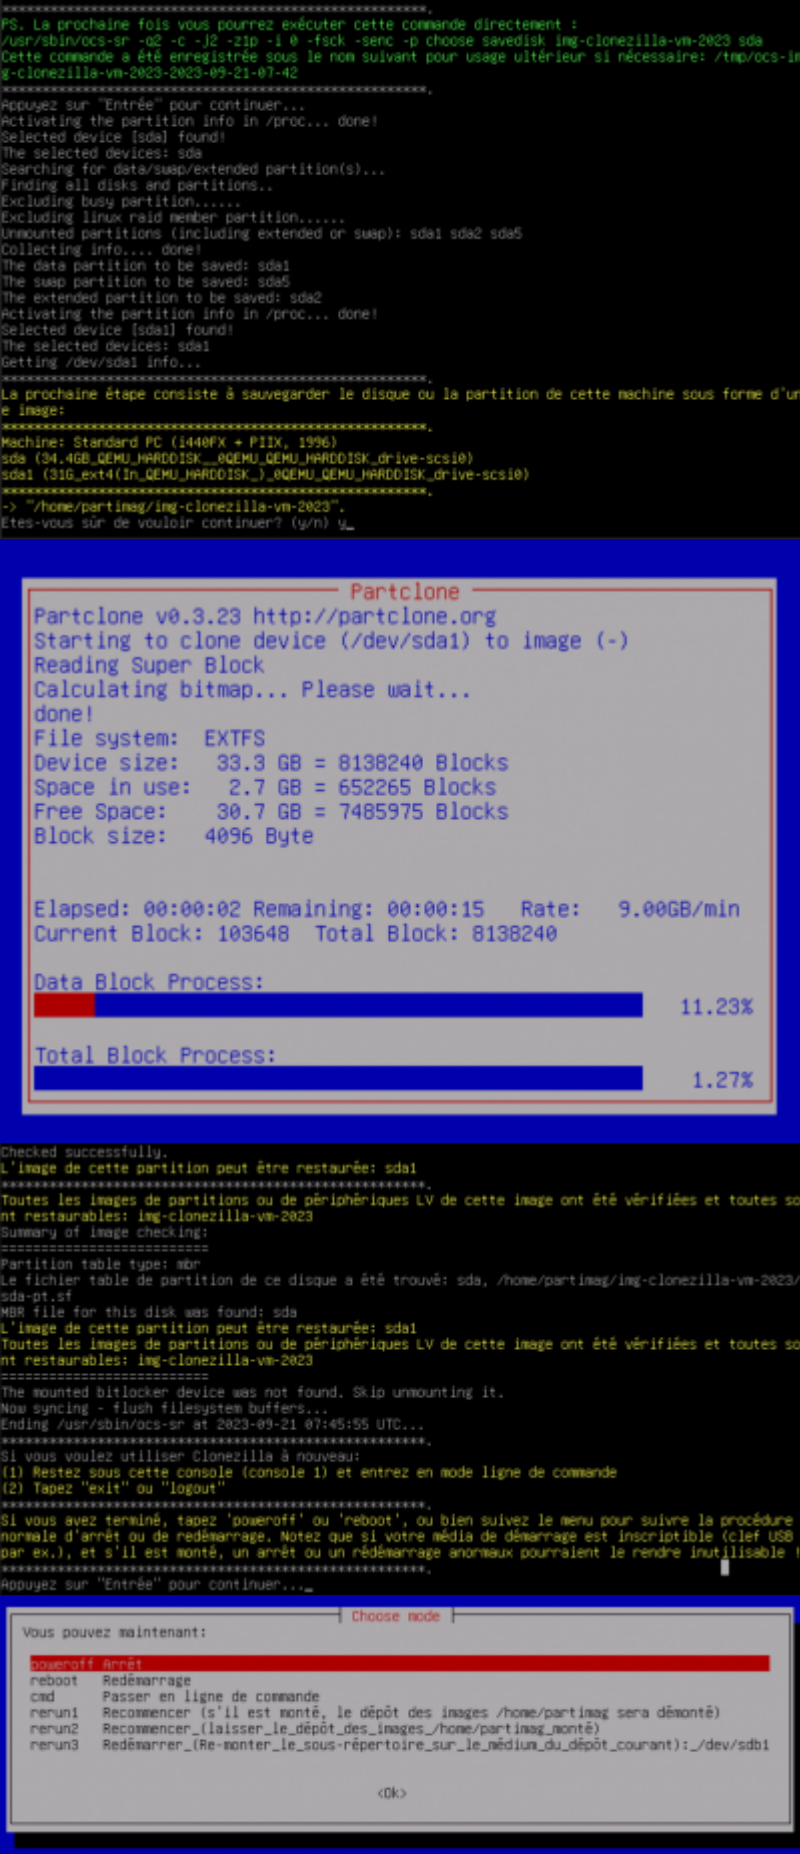 ******************************************************.
PS. La prochaine fois vous pourrez exécuter cette commande directement :
/usr/sbin/ocs-sr -q2 -c -j2 -z1p -i 0 -fsck -senc -p choose savedisk img-clonezilla-vm-2023 sda
Cette commande a été enregistrée sous le nom suivant pour usage ultérieur si nécessaire: /tmp/ocs-im
g-clonezilla-vm-2023-2023-09-21-07-42
******************************************************.
Appuyez sur "Entrée" pour continuer...
Activating the partition info in /proc... done!
Selected device [sda] found!
The selected devices: sda
Searching for data/swap/extended partition(s)...
Finding all disks and partitions..
Excluding busy partition......
Excluding linux raid member partition......
Unmounted partitions (including extended or swap): sda1 sda2 sda5
Collecting info.... done!
The data partition to be saved: sda1
The swap partition to be saved: sda5
The extended partition to be saved: sda2
Activating the partition info in /proc... done!
Selected device [sda1] found!
The selected devices: sda1
Getting /dev/sda1 info...
******************************************************.
La prochaine étape consiste à sauvegarder le disque ou la partition de cette machine sous forme d'un
e image:
******************************************************.
Machine: Standard PC (i440FX + PIIX, 1996)
sda (34.4GB_QEMU_HARDDISK__0QEMU_QEMU_HARDDISK_drive-scsi0)
sda1 (31G_ext4(In_QEMU_HARDDISK_)_0QEMU_QEMU_HARDDISK_drive-scsi0)
******************************************************.
-> "/home/partimag/img-clonezilla-vm-2023".
Etes-vous sûr de vouloir continuer? (y/n) y_
Partclone
Partclone v0.3.23 http://partclone.org
Starting to clone device (/dev/sda1) to image (-)
Reading Super Block
Calculating bitmap... Please wait...
done!
File system: EXTFS
Device size: 33.3 GB = 8138240 Blocks
Space in use: 2.7 GB = 652265 Blocks
Free Space: 30.7 GB = 7485975 Blocks
Block size: 4096 Byte
Elapsed: 00:00:02 Remaining: 00:00:15 Rate: 9.00GB/min
Current Block: 103648 Total Block: 8138240
Data Block Process:
11.23%
Total Block Process:
1.27%
Checked successfully.
L'image de cette partition peut être restaurée: sda1
******************************************************.
Toutes les images de partitions ou de périphériques LV de cette image ont été vérifiées et toutes so
nt restaurables: img-clonezilla-vm-2023
Summary of image checking:
==========================
Partition table type: mbr
Le fichier table de partition de ce disque a été trouvé: sda, /home/partimag/img-clonezilla-vm-2023/
sda-pt.sf
MBR file for this disk was found: sda
L'image de cette partition peut être restaurée: sda1
Toutes les images de partitions ou de périphériques LV de cette image ont été vérifiées et toutes so
nt restaurables: img-clonezilla-vm-2023
==========================
The mounted bitlocker device was not found. Skip unmounting it.
Now syncing - flush filesystem buffers...
Ending /usr/sbin/ocs-sr at 2023-09-21 07:45:55 UTC...
******************************************************.
Si vous voulez utiliser Clonezilla à nouveau:
(1) Restez sous cette console (console 1) et entrez en mode ligne de commande
(2) Tapez "exit" ou "logout"
******************************************************.
Si vous avez terminé, tapez 'poweroff' ou 'reboot', ou bien suivez le menu pour suivre la procédure
normale d'arrêt ou de redémarrage. Notez que si votre média de démarrage est inscriptible (clef USB
par ex.), et s'il est monté, un arrêt ou un rédémarrage anormaux pourraient le rendre inutilisable !
******************************************************.
Appuyez sur "Entrée" pour continuer..._
Choose mode
Vous pouvez maintenant:
poweroff Arrêt
reboot Redémarrage
cmd Passer en ligne de commande
rerun1 Recommencer (s'il est monté, le dépôt des images /home/partimag sera démonté)
rerun2 Recommencer_(laisser_le_dépôt_des_images_/home/partimag_monté)
rerun3 Redémarrer_(Re-monter_le_sous-répertoire_sur_le_médium_du_dépôt_courant):_/dev/sdb1
<Ok>